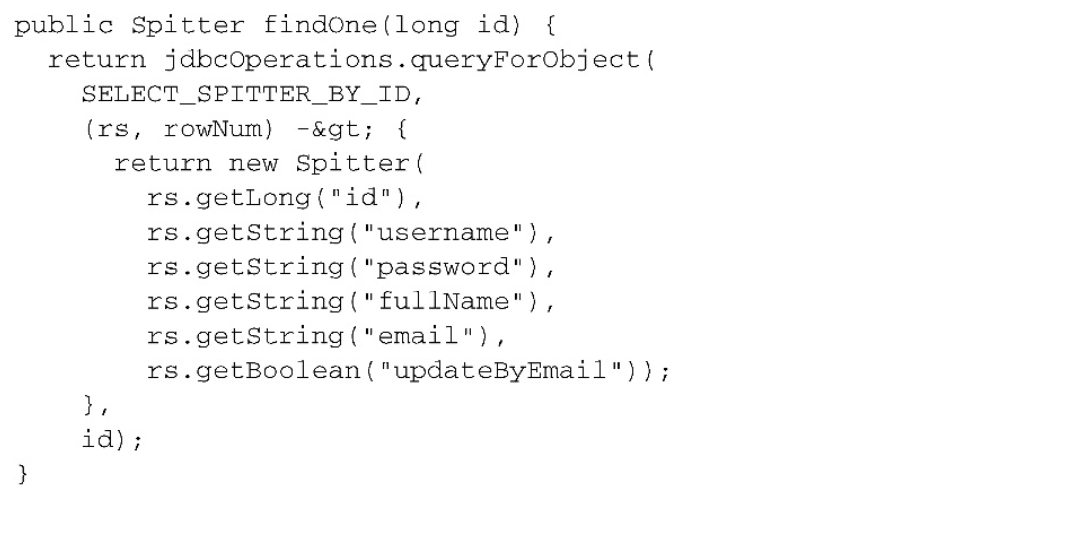 public Spitter findOne(long id) {
return jdbcOperations.queryForObject(
SELECT_SPITTER_BY_ID,
(rs, rowNum) -&gt; {
return new Spitter(
rs.getLong("id"),
rs.getString("username"),
rs.getString("password"),
rs.getString("fullName"),
rs.getString("email"),
rs.getBoolean("updateByEmail"));
},
id);
}